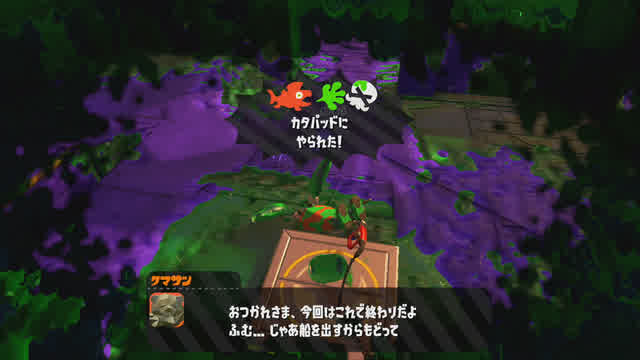 カタパッドに
やられた!
クマサン
おつかれさま、今回はこれで終わりだよ
ふむ… じゃあ船を出すからもどって